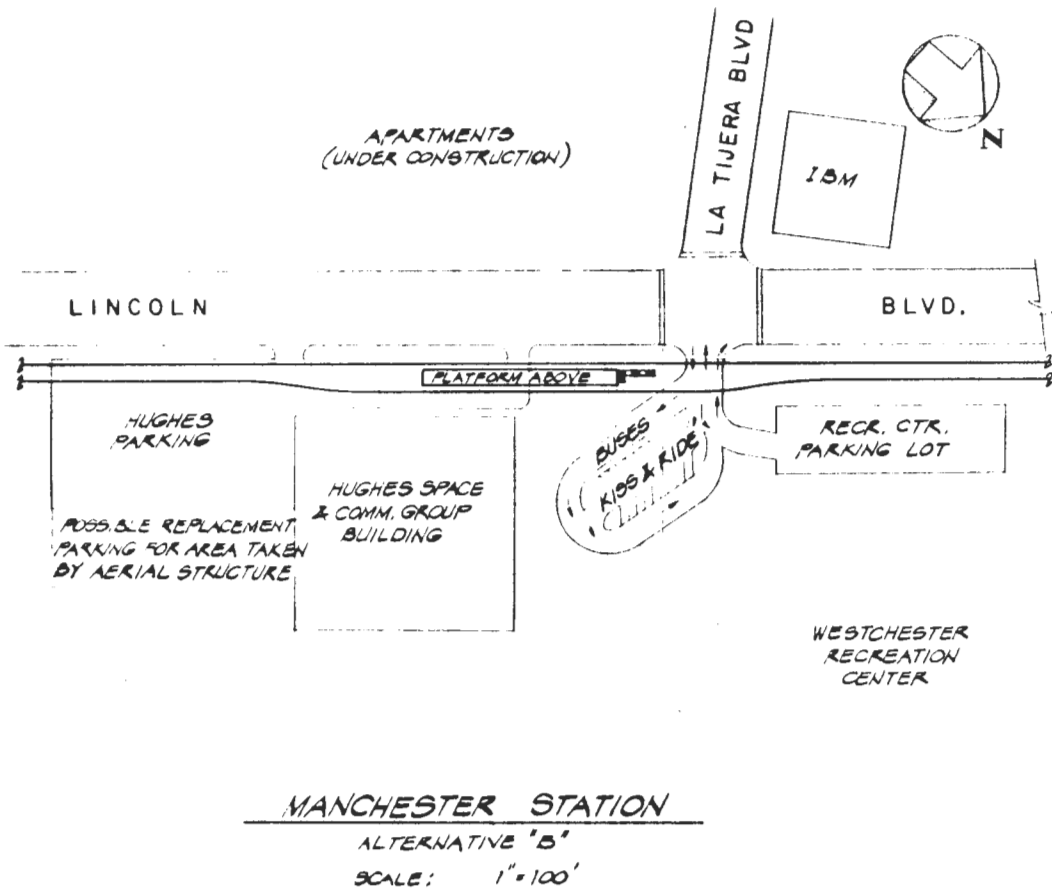 LA TIJERA BLVD
N
APARTMENTS
(UNDER CONSTRUCTION)
IBM
LINCOLN
BLVD.
PLATFORM ABOVE
HUGHES
PARKING
BUSES
KISS & RIDE
RECR. CTR.
PARKING LOT
HUGHES SPACE
& COMM. GROUP
BUILDING
POSSIBLE REPLACEMENT
PARKING FOR AREA TAKEN
BY AERIAL STRUCTURE
WESTCHESTER
RECREATION
CENTER
MANCHESTER STATION
ALTERNATIVE "B"
SCALE: 1"=100'